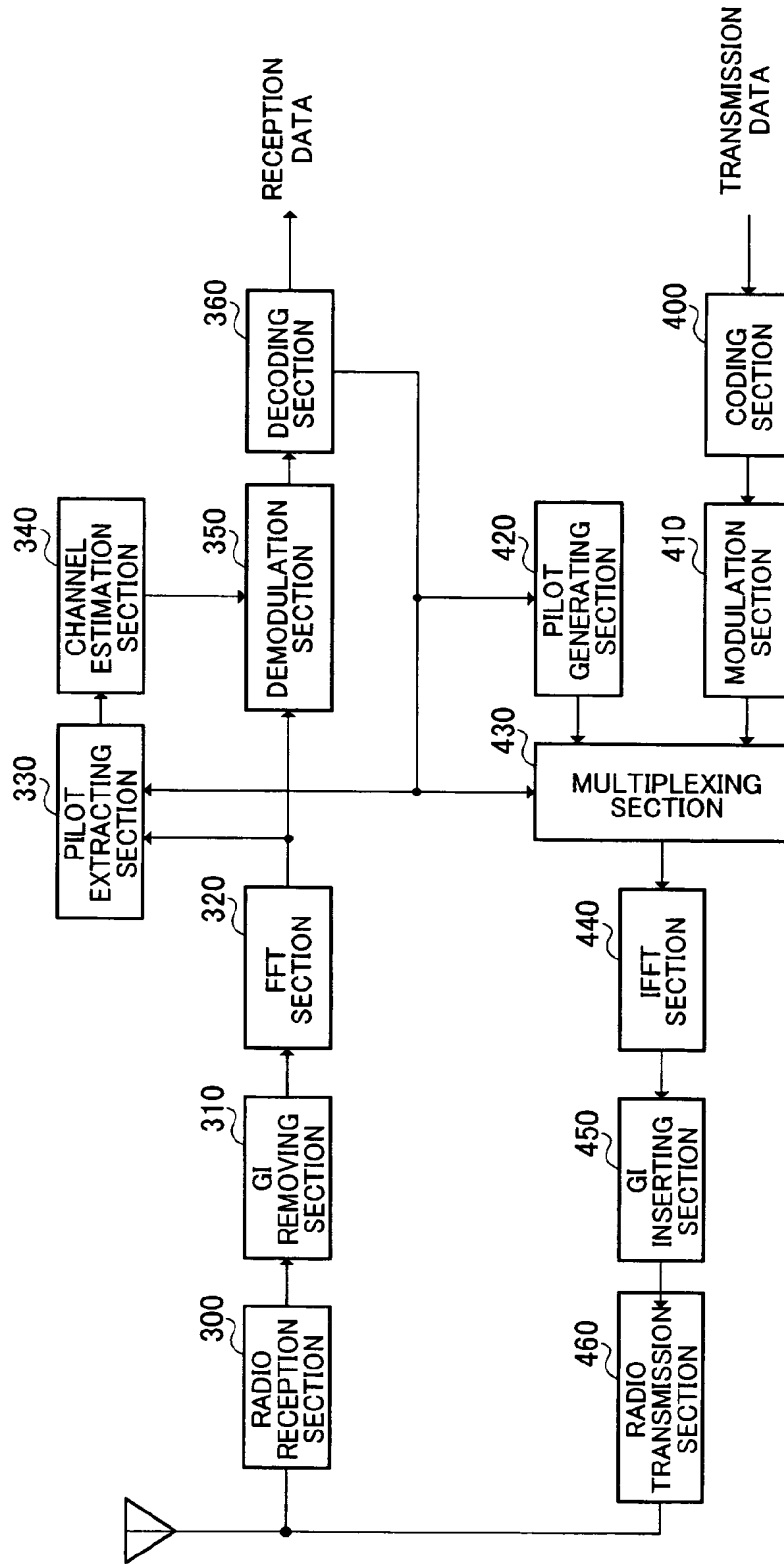 300
RADIO
RECEPTION
SECTION
310
GI
REMOVING
SECTION
320
FFT
SECTION
330
PILOT
EXTRACTING
SECTION
340
CHANNEL
ESTIMATION
SECTION
350
DEMODULATION
SECTION
360
DECODING
SECTION
RECEPTION
DATA
TRANSMISSION
DATA
400
CODING
SECTION
410
MODULATION
SECTION
420
PILOT
GENERATING
SECTION
430
MULTIPLEXING
SECTION
440
IFFT
SECTION
450
GI
INSERTING
SECTION
460
RADIO
TRANSMISSION
SECTION